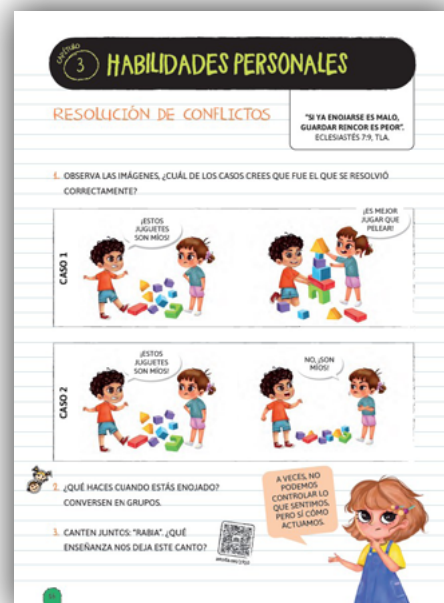 CAPÍTULO
3
HABILIDADES PERSONALES
RESOLUCIÓN DE CONFLICTOS
"SI YA ENOJARSE ES MALO,
GUARDAR RENCOR ES PEOR".
ECLESIASTÉS 7:9, TLA.
1. OBSERVA LAS IMÁGENES, ¿CUÁL DE LOS CASOS CREES QUE FUE EL QUE SE RESOLVIÓ
CORRECTAMENTE?
CASO 1
¡ESTOS
JUGUETES
SON MÍOS!
¡ES MEJOR
JUGAR QUE
PELEAR!
CASO 2
¡ESTOS
JUGUETES
SON MÍOS!
NO, ¡SON
MÍOS!
2. ¿QUÉ HACES CUANDO ESTÁS ENOJADO?
CONVERSEN EN GRUPOS.
3. CANTEN JUNTOS: "RABIA". ¿QUÉ
ENSEÑANZA NOS DEJA ESTE CANTO?
A VECES, NO
PODEMOS
CONTROLAR LO
QUE SENTIMOS,
PERO SÍ CÓMO
ACTUAMOS.